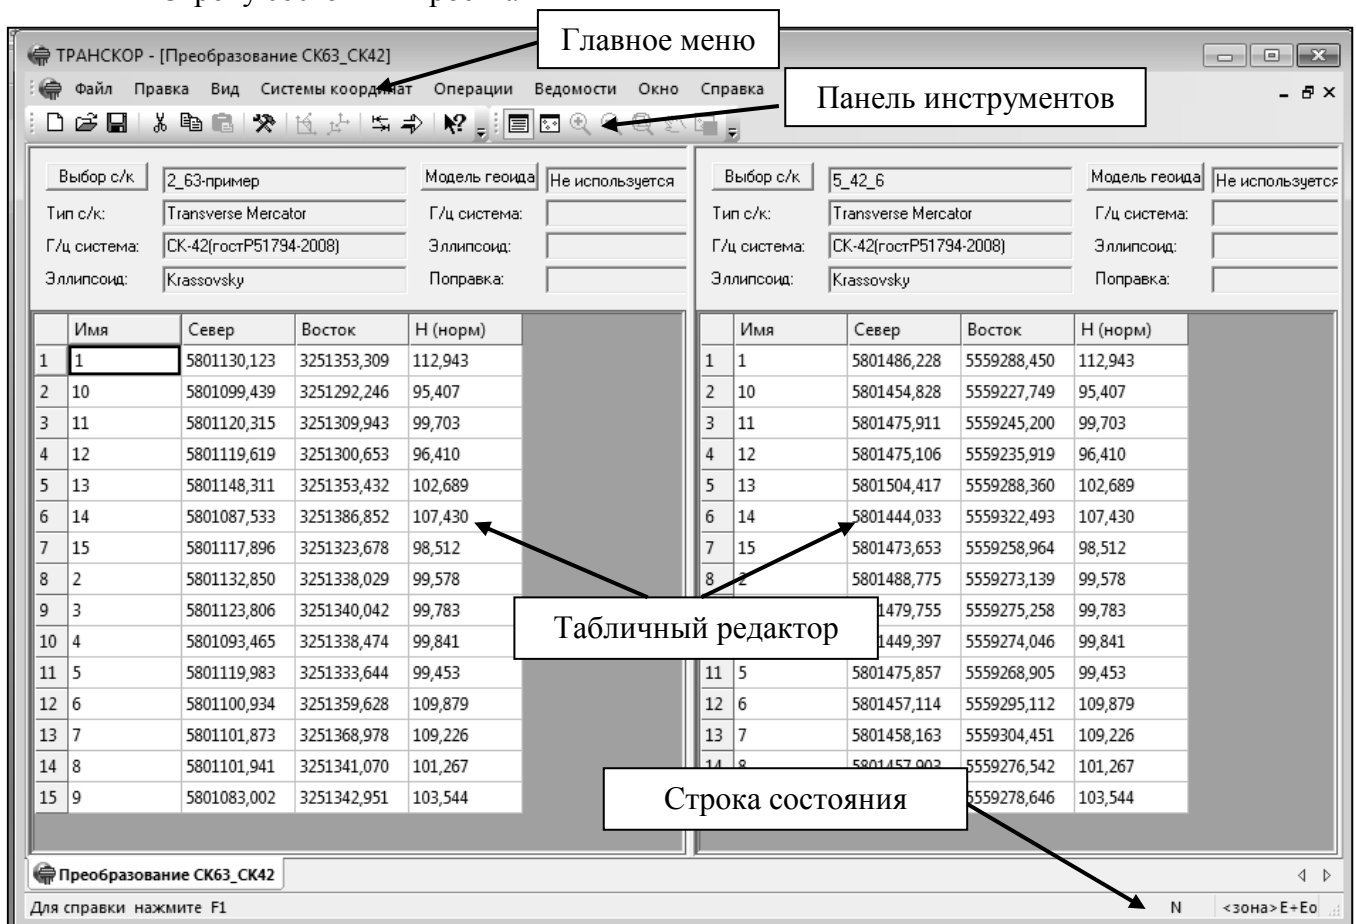 Главное меню
ТРАНСКОР - [Преобразование СК63_СК42]
Файл Правка Вид Системы координат Операции Ведомости Окно Справка
Панель инструментов
Выбор с/к 2_63-пример Модель геоида Не используется
Тип с/к: Transverse Mercator Г/ц система:
Г/ц система: СК-42(гостР51794-2008) Эллипсоид:
Эллипсоид: Krassovsky Поправка:
Выбор с/к 5_42_6 Модель геоида Не используется
Тип с/к: Transverse Mercator Г/ц система:
Г/ц система: СК-42(гостР51794-2008) Эллипсоид:
Эллипсоид: Krassovsky Поправка:
Имя Север Восток H (норм)
1 1 5801130,123 3251353,309 112,943
2 10 5801099,439 3251292,246 95,407
3 11 5801120,315 3251309,943 99,703
4 12 5801119,619 3251300,653 96,410
5 13 5801148,311 3251353,432 102,689
6 14 5801087,533 3251386,852 107,430
7 15 5801117,896 3251323,678 98,512
8 2 5801132,850 3251338,029 99,578
9 3 5801123,806 3251340,042 99,783
10 4 5801093,465 3251338,474 99,841
11 5 5801119,983 3251333,644 99,453
12 6 5801100,934 3251359,628 109,879
13 7 5801101,873 3251368,978 109,226
14 8 5801101,941 3251341,070 101,267
15 9 5801083,002 3251342,951 103,544
Имя Север Восток H (норм)
1 1 5801486,228 5559288,450 112,943
2 10 5801454,828 5559227,749 95,407
3 11 5801475,911 5559245,200 99,703
4 12 5801475,106 5559235,919 96,410
5 13 5801504,417 5559288,360 102,689
6 14 5801444,033 5559322,493 107,430
7 15 5801473,653 5559258,964 98,512
8 2 5801488,775 5559273,139 99,578
1479,755 5559275,258 99,783
1449,397 5559274,046 99,841
11 5 5801475,857 5559268,905 99,453
12 6 5801457,114 5559295,112 109,879
13 7 5801458,163 5559304,451 109,226
14 8 5801457,903 5559276,542 101,267
5559278,646 103,544
Табличный редактор
Строка состояния
Преобразование СК63_СК42
Для справки нажмите F1 N <зона>E+Eo